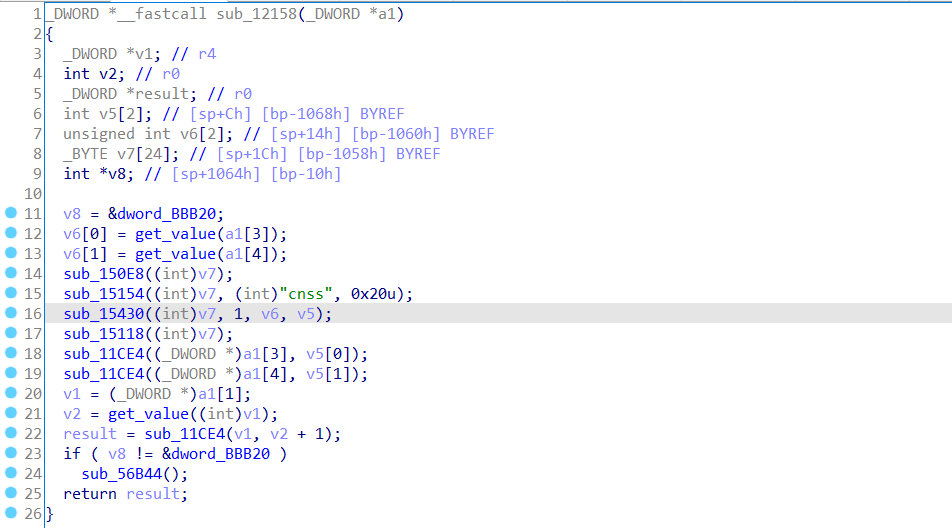 1 _DWORD *__fastcall sub_12158(_DWORD *a1)
2 {
3 _DWORD *v1; // r4
4 int v2; // r0
5 _DWORD *result; // r0
6 int v5[2]; // [sp+Ch] [bp-1068h] BYREF
7 unsigned int v6[2]; // [sp+14h] [bp-1060h] BYREF
8 _BYTE v7[24]; // [sp+1Ch] [bp-1058h] BYREF
9 int *v8; // [sp+1064h] [bp-10h]
10
11 v8 = &dword_BBB20;
12 v6[0] = get_value(a1[3]);
13 v6[1] = get_value(a1[4]);
14 sub_150E8((int)v7);
15 sub_15154((int)v7, (int)"cnss", 0x20u);
16 sub_15430((int)v7, 1, v6, v5);
17 sub_15118((int)v7);
18 sub_11CE4((_DWORD *)a1[3], v5[0]);
19 sub_11CE4((_DWORD *)a1[4], v5[1]);
20 v1 = (_DWORD *)a1[1];
21 v2 = get_value((int)v1);
22 result = sub_11CE4(v1, v2 + 1);
23 if ( v8 != &dword_BBB20 )
24 sub_56B44();
25 return result;
26 }